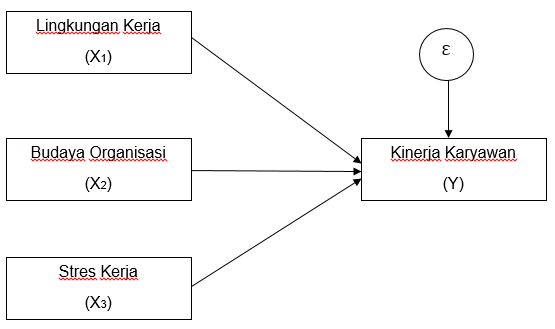 Lingkungan Kerja
(X1)
ε
Budaya Organisasi
(X2)
Kinerja Karyawan
(Y)
Stres Kerja
(X3)